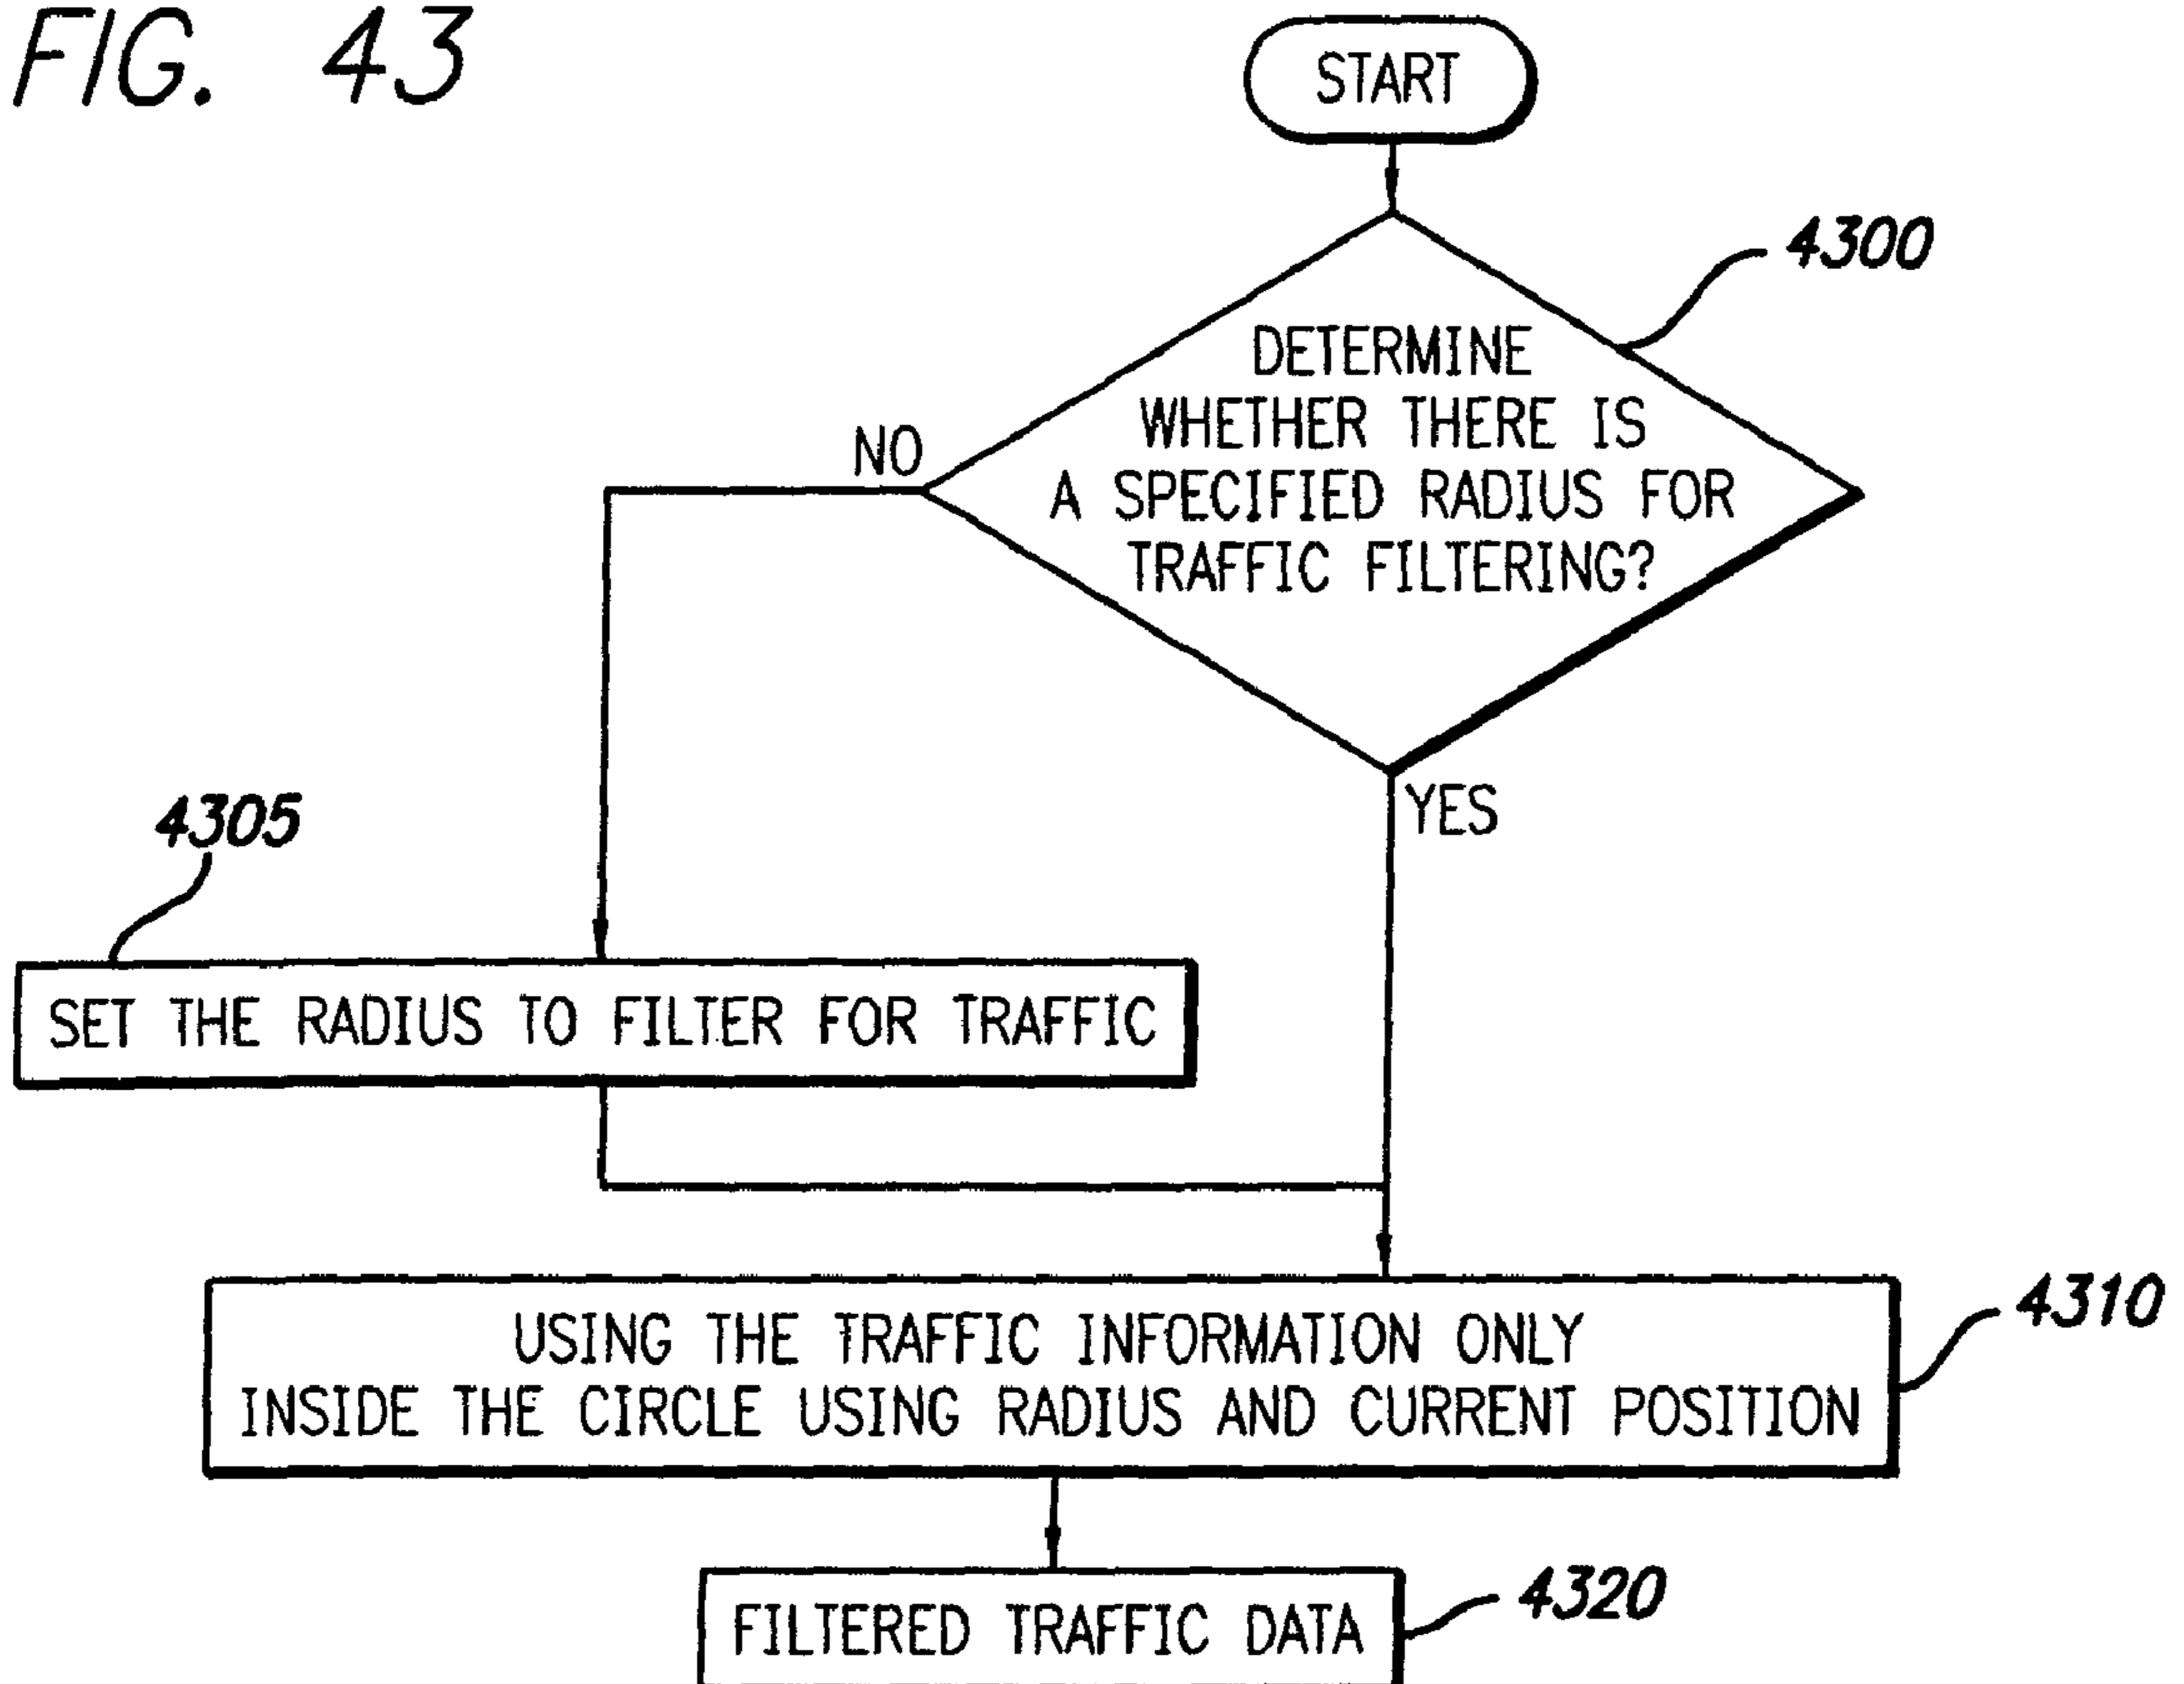 FIG. 43
START
4300
DETERMINE
WHETHER THERE IS
A SPECIFIED RADIUS FOR
TRAFFIC FILTERING?
NO
YES
4305
SET THE RADIUS TO FILTER FOR TRAFFIC
4310
USING THE TRAFFIC INFORMATION ONLY
INSIDE THE CIRCLE USING RADIUS AND CURRENT POSITION
4320
FILTERED TRAFFIC DATA